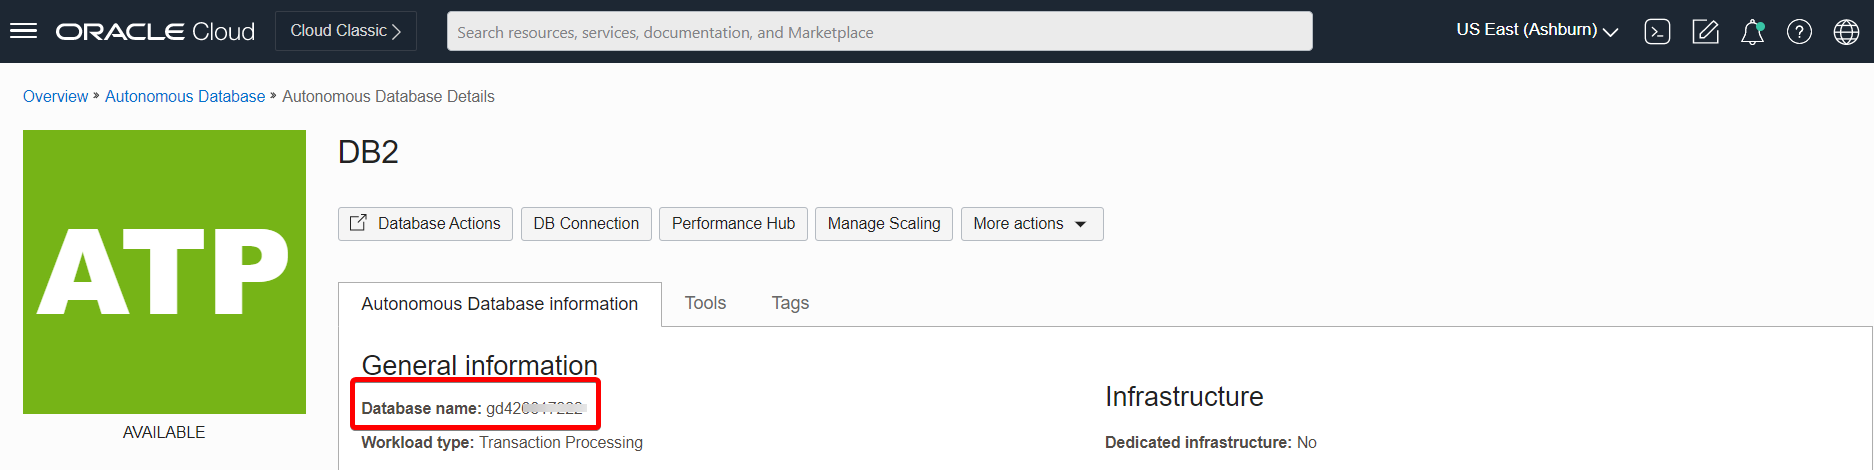 ORACLE Cloud Cloud Classic Search resources, services, documentation, and Marketplace US East (Ashburn)
Overview » Autonomous Database » Autonomous Database Details
ATP
AVAILABLE
DB2
Database Actions DB Connection Performance Hub Manage Scaling More actions
Autonomous Database information Tools Tags
General information
Database name:
Workload type: Transaction Processing
Infrastructure
Dedicated infrastructure: No